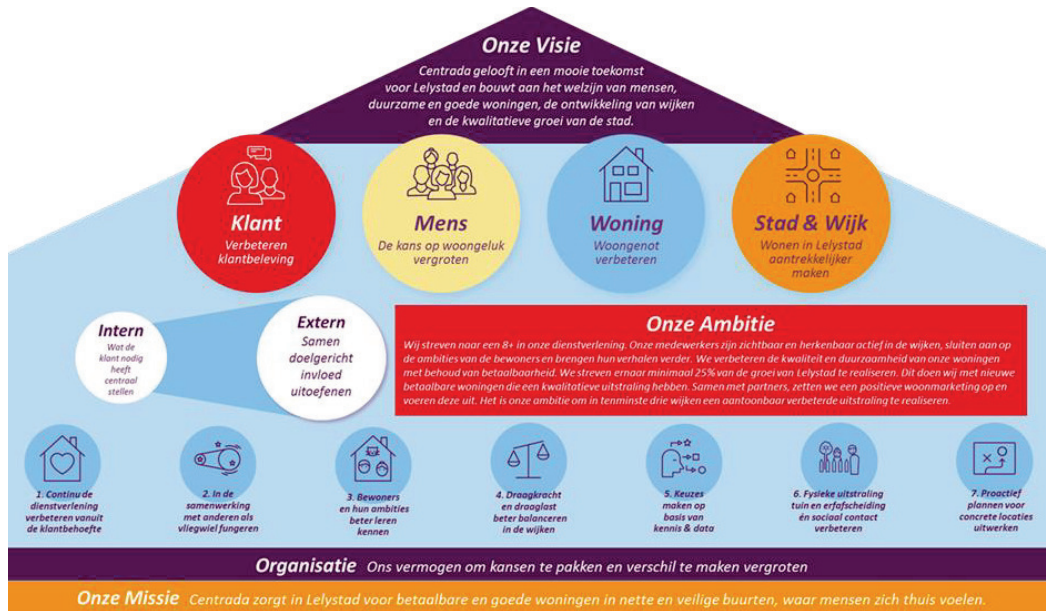 Onze Visie
Centrada gelooft in een mooie toekomst
voor Lelystad en bouwt aan het welzijn van mensen,
duurzame en goede woningen, de ontwikkeling van wijken
en de kwalitatieve groei van de stad.
Klant
Verbeteren
klantbeleving
Mens
De kans op woongeluk
vergroten
Woning
Woongenot
verbeteren
Stad & Wijk
Wonen in Lelystad
aantrekkelijker
maken
Intern
Wat de
klant nodig
heeft
centraal
stellen
Extern
Samen
doelgericht
invloed
uitoefenen
Onze Ambitie
Wij streven naar een 8+ in onze dienstverlening. Onze medewerkers zijn zichtbaar en herkenbaar actief in de wijken, sluiten aan op
de ambities van de bewoners en brengen hun verhalen verder. We verbeteren de kwaliteit en duurzaamheid van onze woningen
met behoud van betaalbaarheid. We streven ernaar minimaal 25% van de groei van Lelystad te realiseren. Dit doen wij met nieuwe
betaalbare woningen die een kwalitatieve uitstraling hebben. Samen met partners, zetten we een positieve woonmarketing op en
voeren deze uit. Het is onze ambitie om in tenminste drie wijken een aantoonbaar verbeterde uitstraling te realiseren.
1. Continu de
dienstverlening
verbeteren vanuit
de klantbehoefte
2. In de
samenwerking
met anderen als
vliegwiel fungeren
3. Bewoners
en hun ambities
beter leren
kennen
4. Draagkracht
en draaglast
beter balanceren
in de wijken
5. Keuzes
maken op
basis van
kennis & data
6. Fysieke uitstraling
tuin en erfafscheiding
én sociaal contact
verbeteren
7. Proactief
plannen voor
concrete locaties
uitwerken
Organisatie Ons vermogen om kansen te pakken en verschil te maken vergroten
Onze Missie Centrada zorgt in Lelystad voor betaalbare en goede woningen in nette en veilige buurten, waar mensen zich thuis voelen.